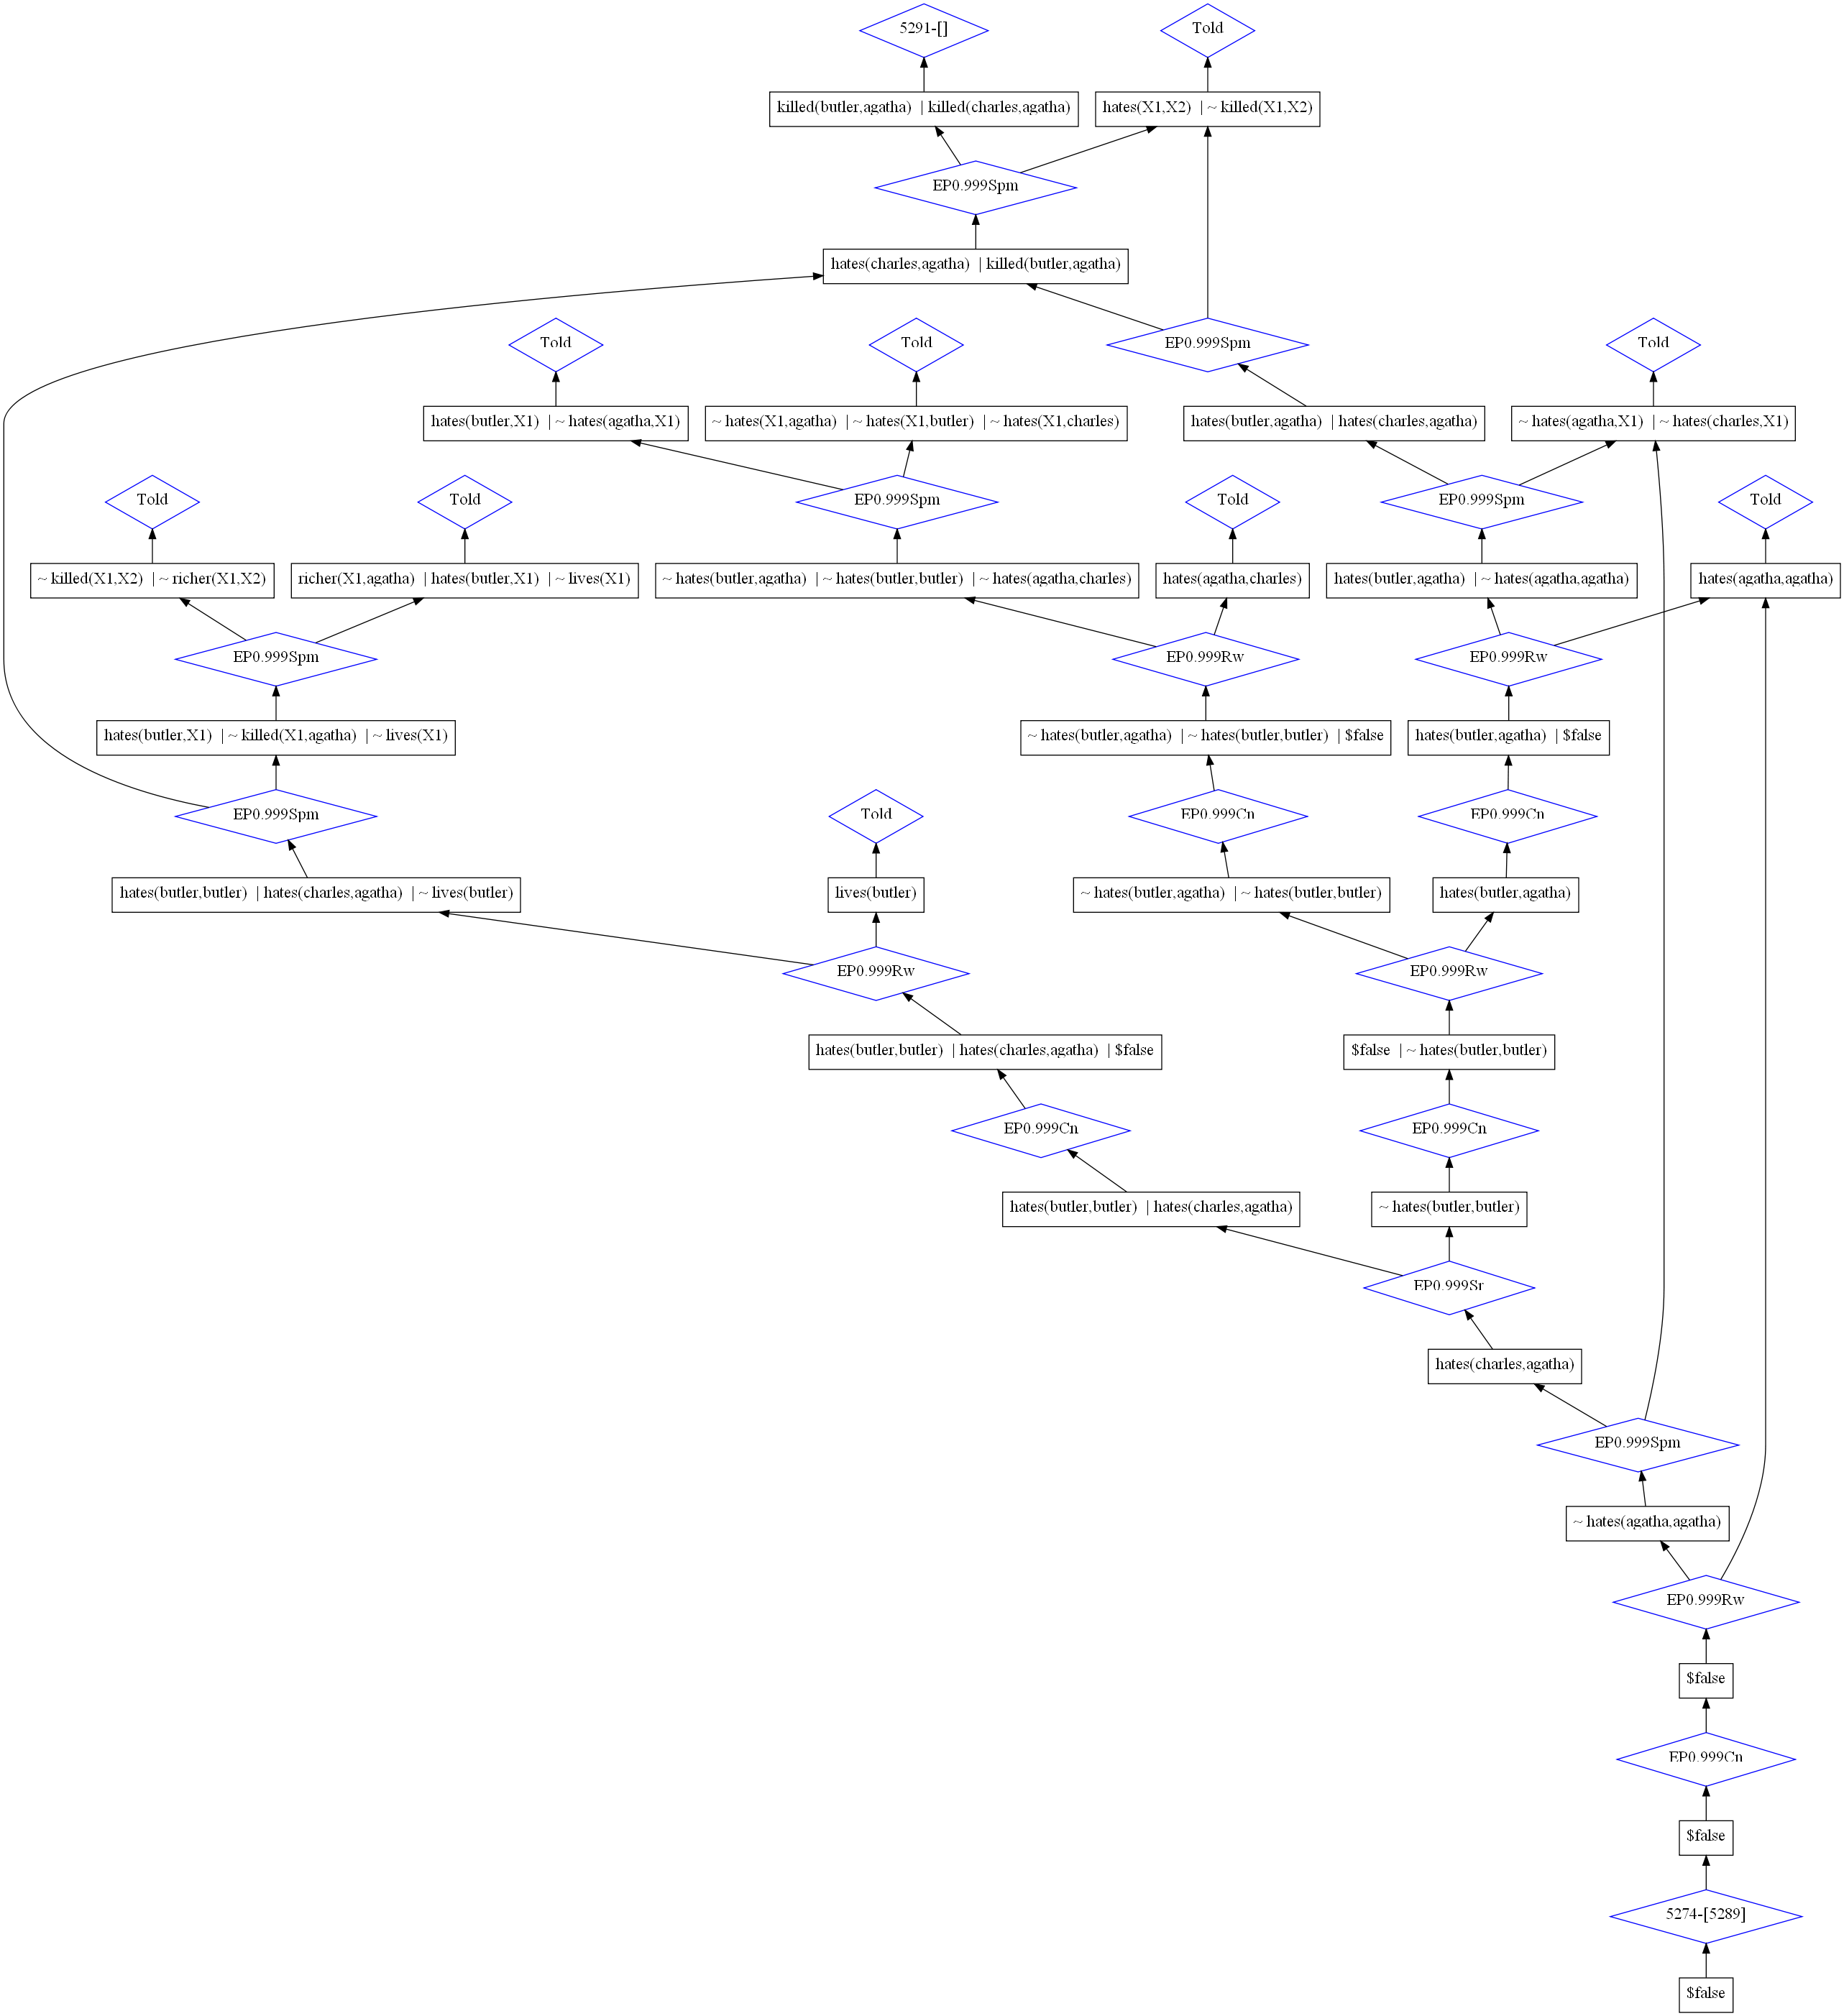 5291-[]
Told
killed(butler,agatha) | killed(charles,agatha)
hates(X1,X2) | ~ killed(X1,X2)
EP0.999Spm
hates(charles,agatha) | killed(butler,agatha)
Told
Told
EP0.999Spm
Told
hates(butler,X1) | ~ hates(agatha,X1)
~ hates(X1,agatha) | ~ hates(X1,butler) | ~ hates(X1,charles)
hates(butler,agatha) | hates(charles,agatha)
~ hates(agatha,X1) | ~ hates(charles,X1)
Told
Told
EP0.999Spm
Told
EP0.999Spm
Told
~ killed(X1,X2) | ~ richer(X1,X2)
richer(X1,agatha) | hates(butler,X1) | ~ lives(X1)
~ hates(butler,agatha) | ~ hates(butler,butler) | ~ hates(agatha,charles)
hates(agatha,charles)
hates(butler,agatha) | ~ hates(agatha,agatha)
hates(agatha,agatha)
EP0.999Spm
EP0.999Rw
EP0.999Rw
hates(butler,X1) | ~ killed(X1,agatha) | ~ lives(X1)
~ hates(butler,agatha) | ~ hates(butler,butler) | $false
hates(butler,agatha) | $false
EP0.999Spm
Told
EP0.999Cn
EP0.999Cn
hates(butler,butler) | hates(charles,agatha) | ~ lives(butler)
lives(butler)
~ hates(butler,agatha) | ~ hates(butler,butler)
hates(butler,agatha)
EP0.999Rw
EP0.999Rw
hates(butler,butler) | hates(charles,agatha) | $false
$false | ~ hates(butler,butler)
EP0.999Cn
EP0.999Cn
hates(butler,butler) | hates(charles,agatha)
~ hates(butler,butler)
EP0.999Sr
hates(charles,agatha)
EP0.999Spm
~ hates(agatha,agatha)
EP0.999Rw
$false
EP0.999Cn
$false
5274-[5289]
$false